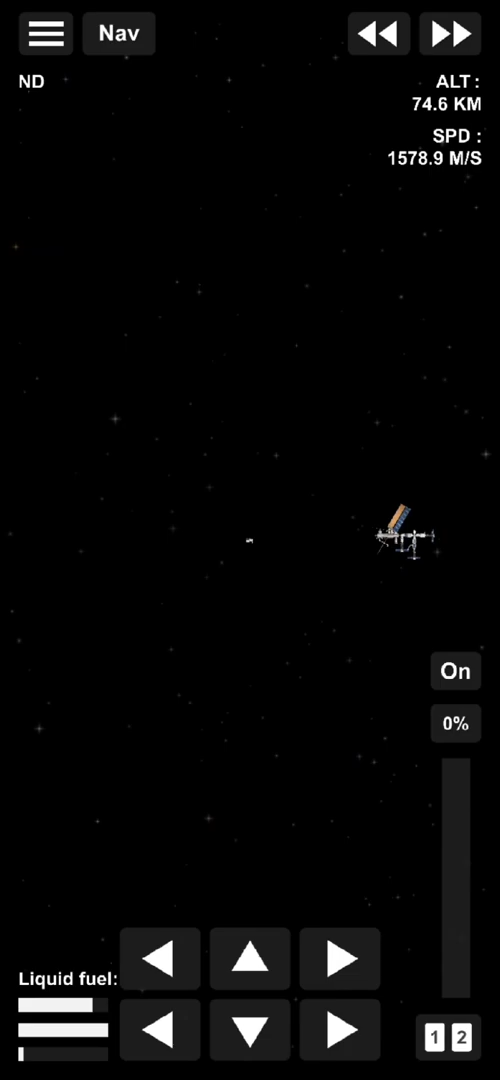 Nav
ND
ALT :
74.6 KM
SPD :
1578.9 M/S
On
0%
Liquid fuel:
1 2